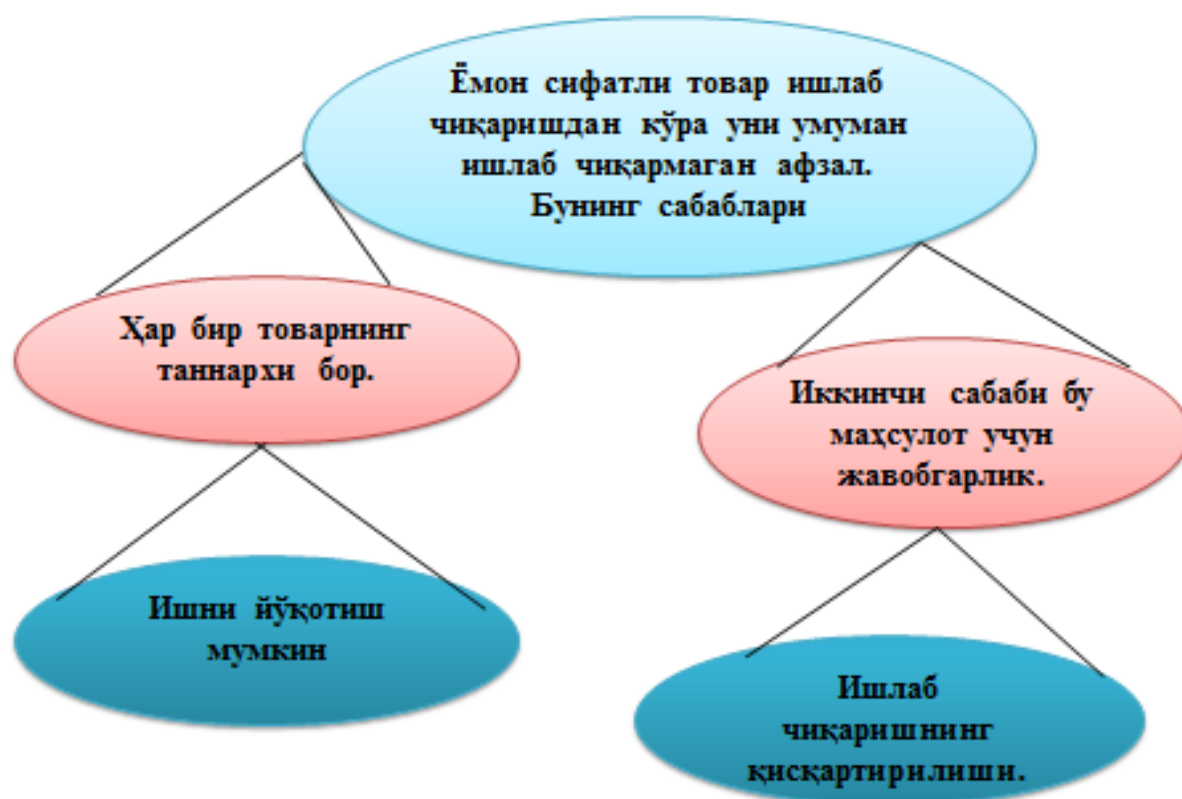 Ёмон сифатли товар ишлаб
чиқаришдан кўра уни умуман
ишлаб чиқармаган афзал.
Бунинг сабаблари
Ҳар бир товарнинг
таннархи бор.
Иккинчи сабаби бу
маҳсулот учун
жавобгарлик.
Ишни йўқотиш
мумкин
Ишлаб
чиқаришнинг
қисқартирилиши.